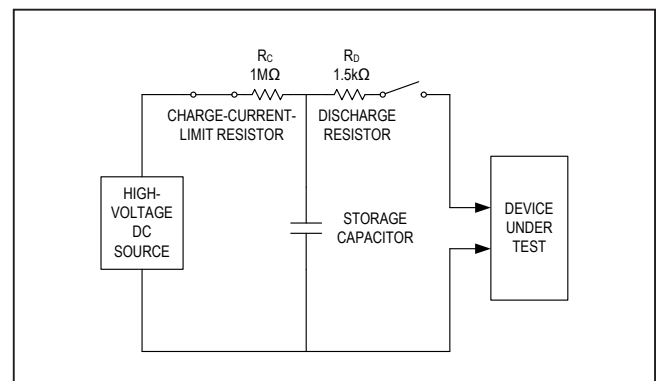 RC
1MΩ
RD
1.5kΩ
CHARGE-CURRENT-
LIMIT RESISTOR
DISCHARGE
RESISTOR
HIGH-
VOLTAGE
DC
SOURCE
STORAGE
CAPACITOR
DEVICE
UNDER
TEST